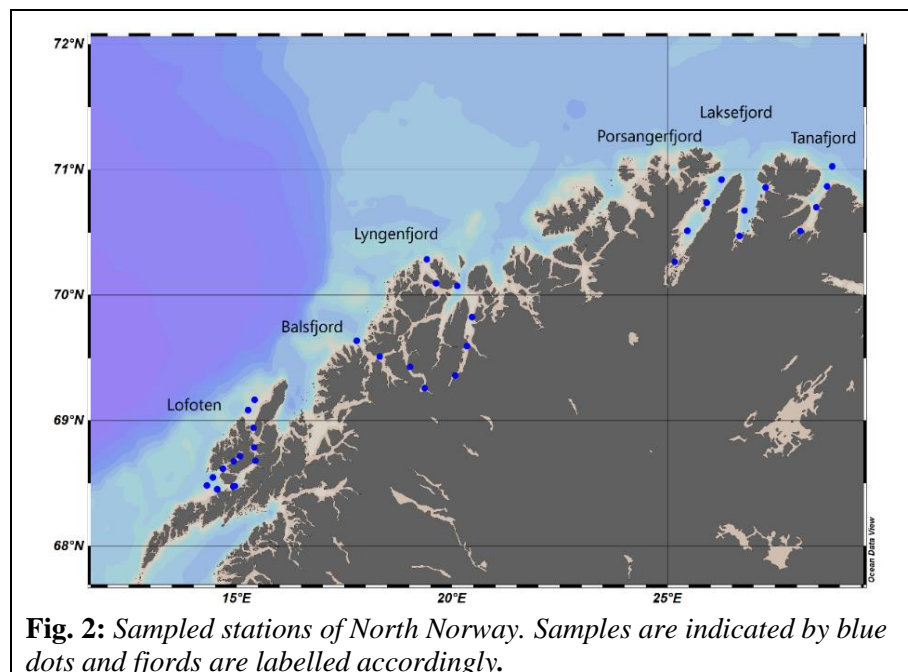 72°N
Laksefjord
Porsangerfjord
Tanafjord
71°N
Lyngenfjord
70°N
Balsfjord
Lofoten
69°N
68°N
Ocean Data View
15°E 20°E 25°E
Fig. 2: Sampled stations of North Norway. Samples are indicated by blue
dots and fjords are labelled accordingly.